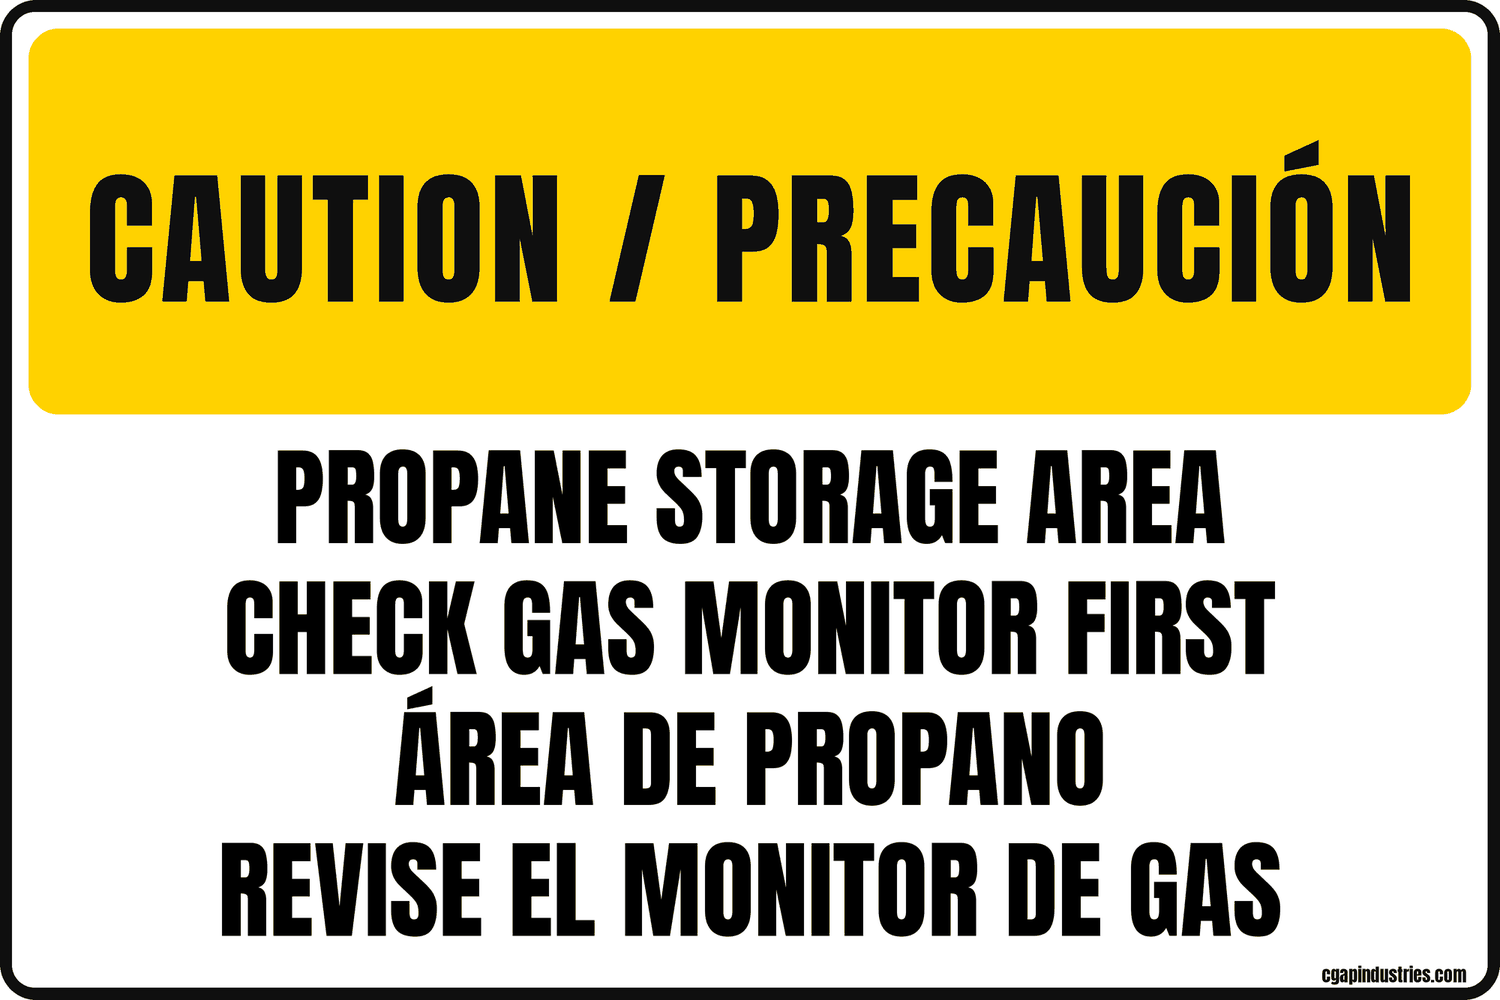 CAUTION / PRECAUCIÓN
PROPANE STORAGE AREA
CHECK GAS MONITOR FIRST
ÁREA DE PROPANO
REVISE EL MONITOR DE GAS
cgapindustries.com